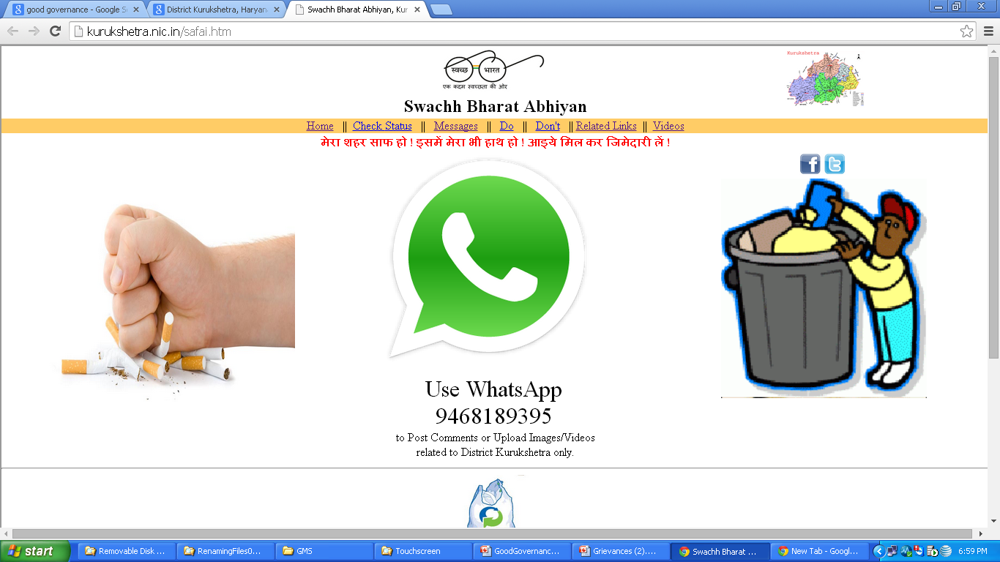 good governance - Google S
District Kurukshetra, Haryan
Swachh Bharat Abhiyan, Kur
kurukshetra.nic.in/safai.htm
स्वच्छ भारत
एक कदम स्वच्छता की ओर
Kurukshetra
Swachh Bharat Abhiyan
Home || Check Status || Messages || Do || Don't || Related Links || Videos
मेरा शहर साफ हो ! इसमें मेरा भी हाथ हो ! आइये मिल कर जिमेदारी लें !
Use WhatsApp
9468189395
to Post Comments or Upload Images/Videos
related to District Kurukshetra only.
start Removable Disk ... RenamingFiles0... GMS Touchscreen GoodGovernanc... Grievances (2).... Swachh Bharat ... New Tab - Googl... 6:59 PM